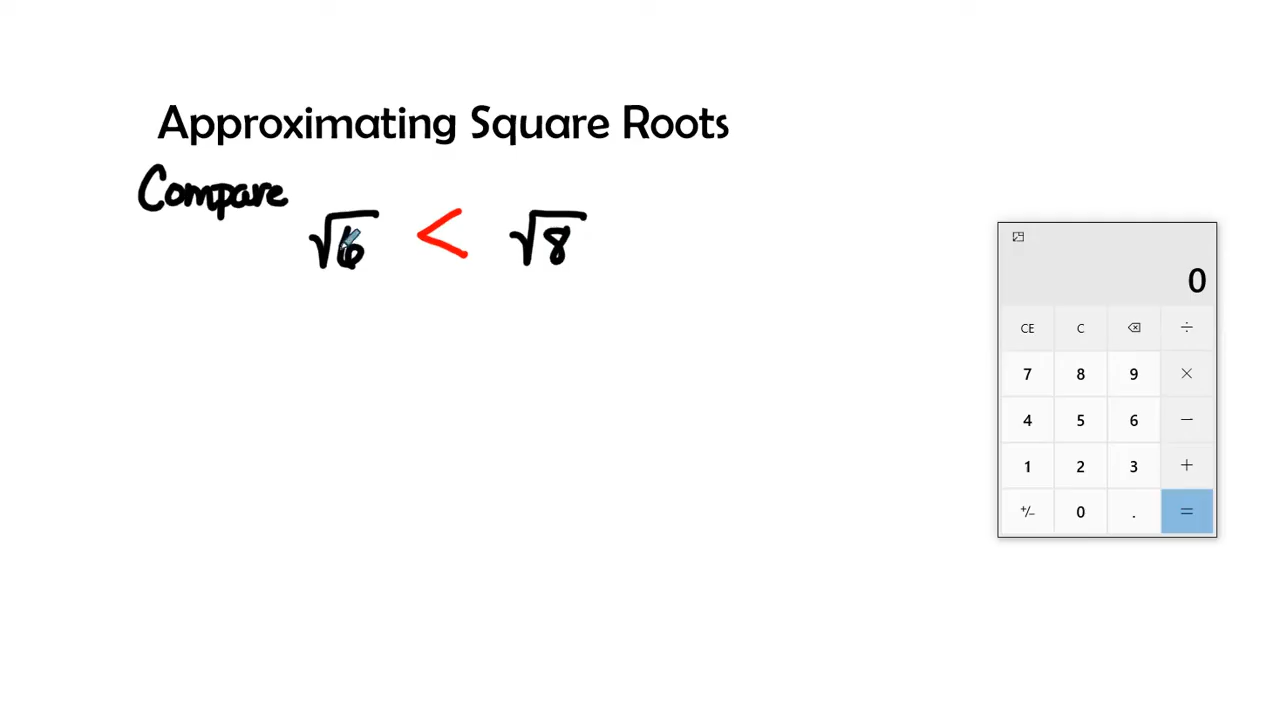 Approximating Square Roots
Compare
√6 < √8
0
CE C ⌫ ÷
7 8 9 ×
4 5 6 −
1 2 3 +
+/− 0 . =